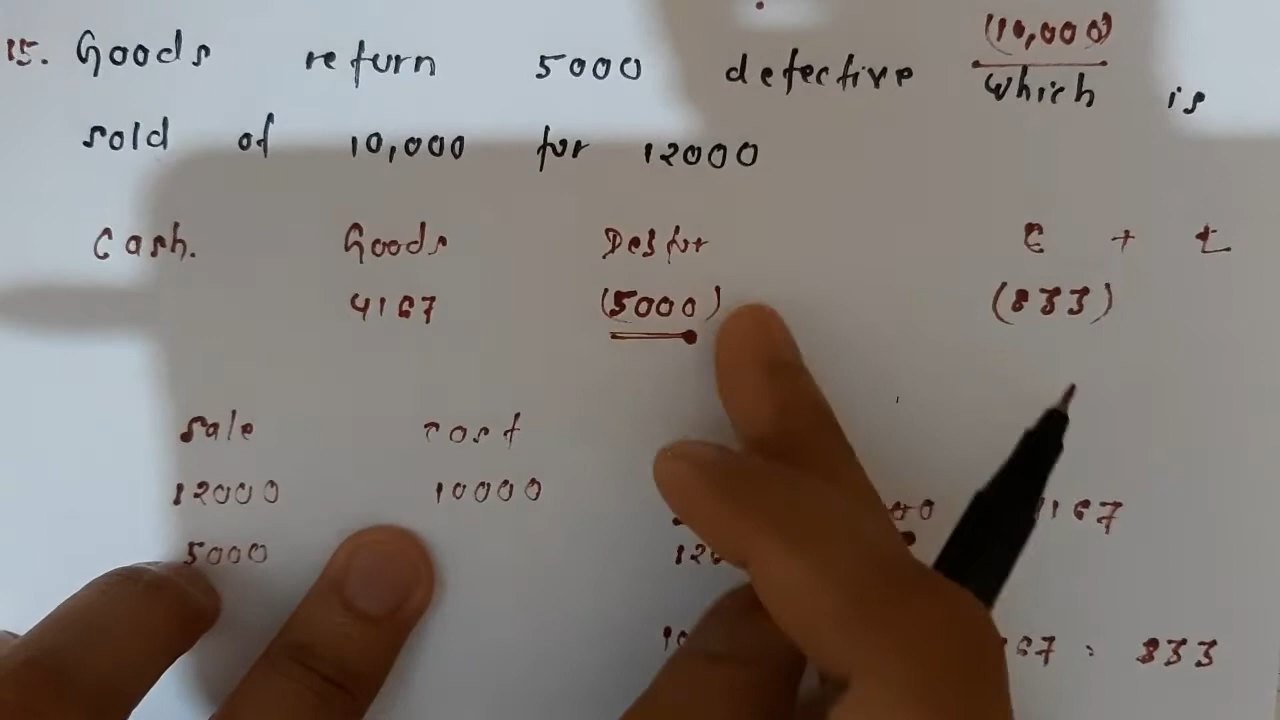 (10,000)
15. Goods return 5000 defective which is
sold of 10,000 for 12000
Cash. Goods C + L
4167 (5000) (833)
sale cost
12000 10000
5000
167 : 833